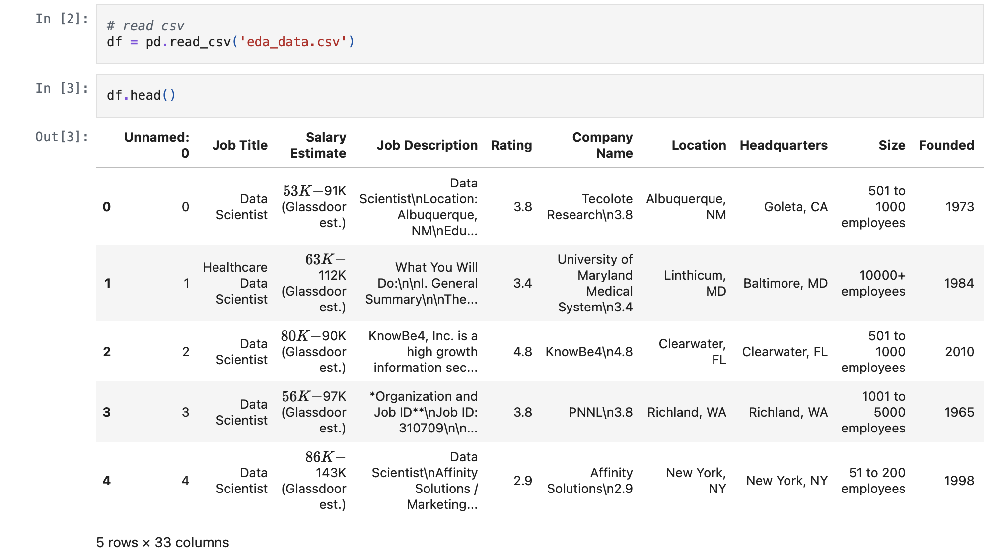 In [2]:
# read csv
df = pd.read_csv('eda_data.csv')
In [3]:
df.head()
Out[3]:
Unnamed: 0 Job Title Salary Estimate Job Description Rating Company Name Location Headquarters Size Founded
0 0 Data Scientist 53K−91K (Glassdoor est.) Data Scientist\nLocation: Albuquerque, NM\nEdu... 3.8 Tecolote Research\n3.8 Albuquerque, NM Goleta, CA 501 to 1000 employees 1973
1 1 Healthcare Data Scientist 63K−112K (Glassdoor est.) What You Will Do:\n\nI. General Summary\n\nThe... 3.4 University of Maryland Medical System\n3.4 Linthicum, MD Baltimore, MD 10000+ employees 1984
2 2 Data Scientist 80K−90K (Glassdoor est.) KnowBe4, Inc. is a high growth information sec... 4.8 KnowBe4\n4.8 Clearwater, FL Clearwater, FL 501 to 1000 employees 2010
3 3 Data Scientist 56K−97K (Glassdoor est.) *Organization and Job ID**\nJob ID: 310709\n\n... 3.8 PNNL\n3.8 Richland, WA Richland, WA 1001 to 5000 employees 1965
4 4 Data Scientist 86K−143K (Glassdoor est.) Data Scientist\nAffinity Solutions / Marketing... 2.9 Affinity Solutions\n2.9 New York, NY New York, NY 51 to 200 employees 1998
5 rows × 33 columns